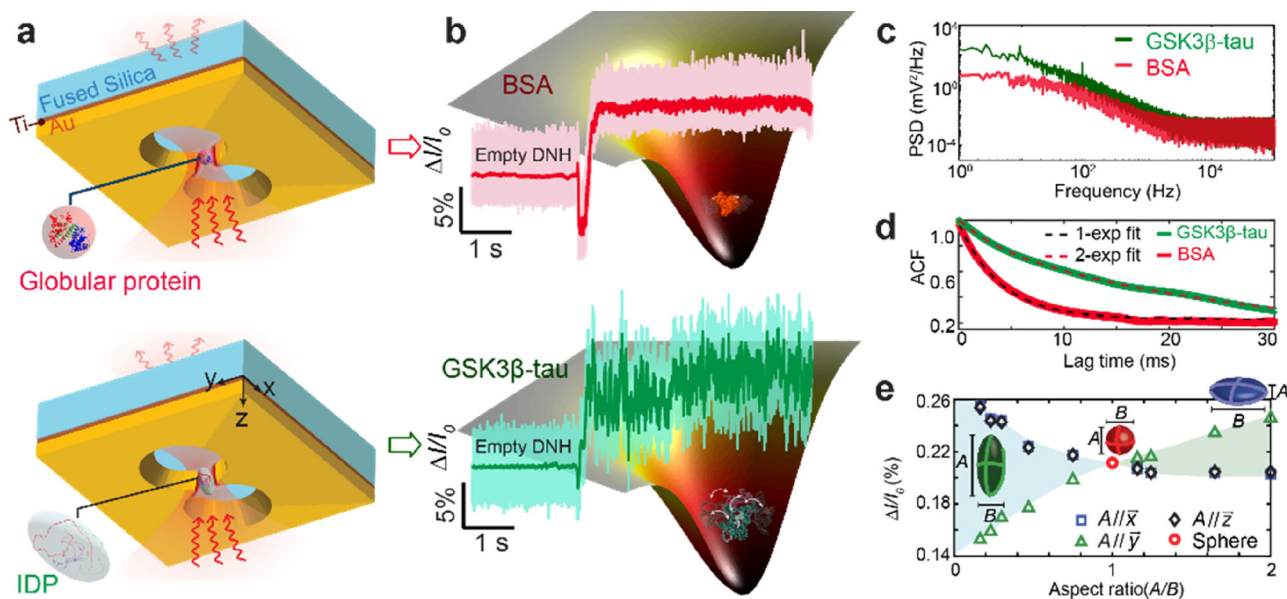 a
Fused Silica
Ti
Au
Globular protein
y
x
z
IDP
b
BSA
Empty DNH
ΔI/I0
5%
1 s
GSK3β-tau
Empty DNH
ΔI/I0
5%
1 s
c
GSK3β-tau
BSA
PSD (mV²/Hz)
10⁴
10⁰
10⁻⁴
10⁰
10²
10⁴
Frequency (Hz)
d
1-exp fit
GSK3β-tau
2-exp fit
BSA
ACF
1.0
0.6
0.2
0
10
20
30
Lag time (ms)
e
ΔI/I0 (%)
0.26
0.22
0.18
0.14
A
B
A
B
A
B
A//x̄
A//z̄
A//ȳ
Sphere
0
1
2
Aspect ratio(A/B)